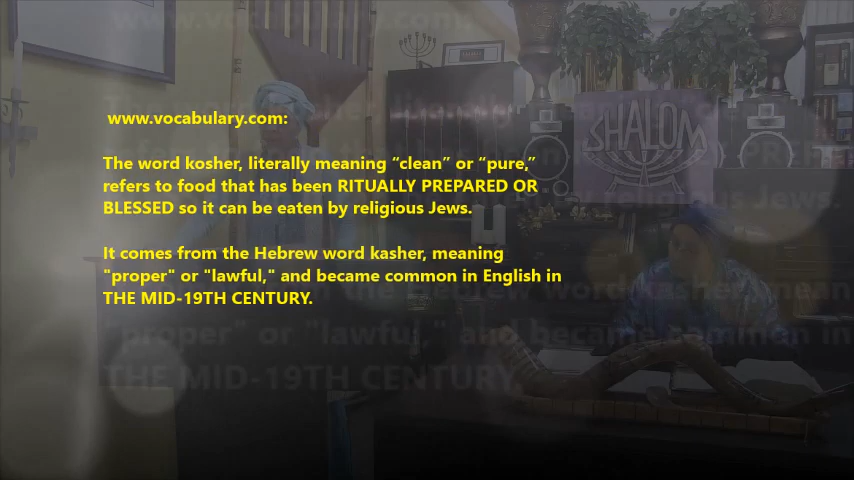 www.vocabulary.com:
The word kosher, literally meaning “clean” or “pure,”
refers to food that has been RITUALLY PREPARED OR
BLESSED so it can be eaten by religious Jews.
It comes from the Hebrew word kasher, meaning
"proper" or "lawful," and became common in English in
THE MID-19TH CENTURY.
SHALOM